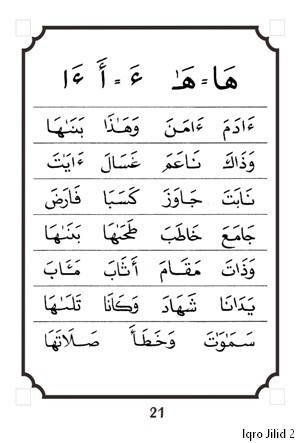 هَا = هَٰ   ءَ = أَ   ءَا
ءَادَمَ   ءَامَنَ   وَهَٰذَا   بَنَىٰهَا
وَذَاكَ   نَاعَمَ   غَسَالَ   ءَايَٰتَ
نَابَتَ   جَاوَزَ   كَسَبَا   فَارَضَ
جَامَعَ   خَاطَبَ   طَحَىٰهَا   بَنَىٰهَا
وَذَاتَ   مَقَامَ   أَثَابَ   مَـَٔابَ
يَدَانَا   شَهَادَ   وَكَانَا   تَلَىٰهَا
سَمَٰوَٰتَ   وَخَطَأَ   صَلَاتَهَا
21
Iqro Jilid 2